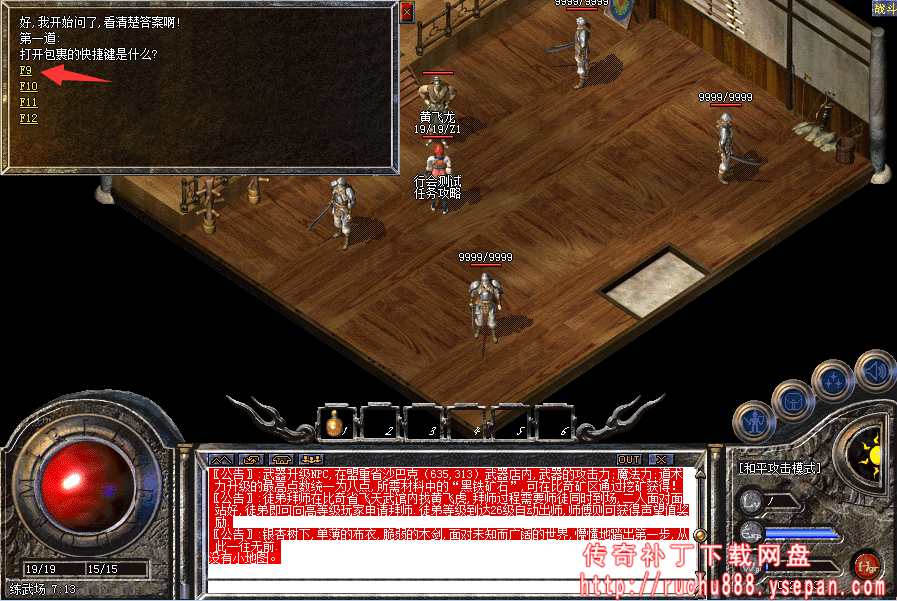 好,我开始问了,看清楚答案啊!
第一道:
打开包裹的快捷键是什么?
F9
F10
F11
F12
战斗
9999/9999
9999/9999
黄飞龙
19/19/Z1
行会测试
任务攻略
9999/9999
1 2 3 4 5 6
OUT X
[公告]: 武器升级NPC,在盟重省沙巴克 (635,313) 武器店内,武器的攻击力、魔法力、道术
力升级的最高点数统一为八点,所需材料中的“黑铁矿石” 可在比奇矿区通过挖矿获得!
[公告]: 徒弟拜师在比奇省飞天武馆内找黄飞虎,拜师过程需要师徒同时到场,二人面对面
站好,徒弟即可向高等级玩家申请拜师.徒弟等级到达26级自动出师,师傅则可获得声望值奖
励.
[公告]: 银杏树下,单薄的布衣,脆弱的木剑,面对未知而广阔的世界,懵懂地踏出第一步,从
此一往无前.
没有小地图。
[和平攻击模式]
Lv 1
Exp
19/19 15/15
练武场 7:13
传奇补丁下载网盘
http://ruchu888.ysepan.com